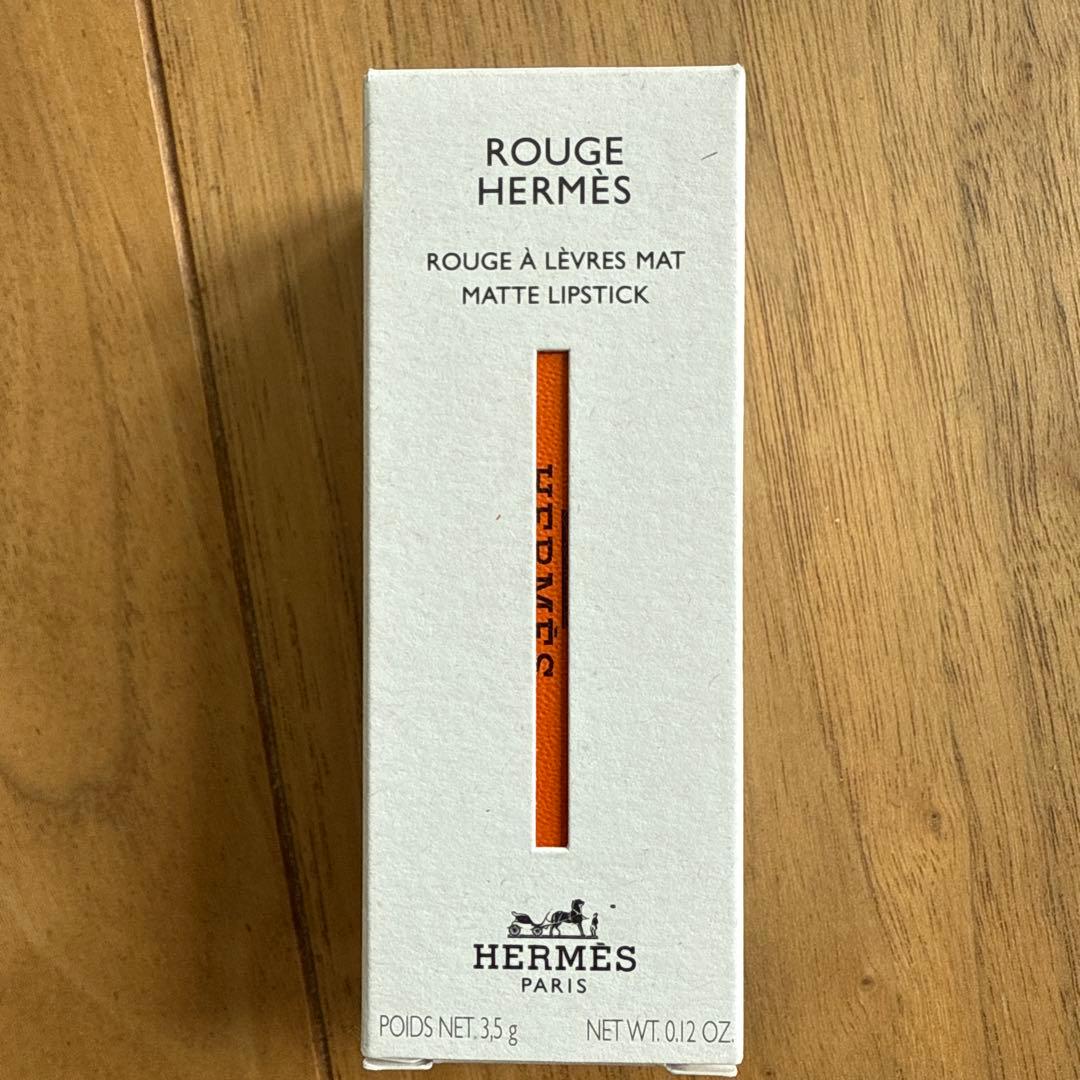 ROUGE
HERMÈS
ROUGE À LÈVRES MAT
MATTE LIPSTICK
HERMÈS
HERMÈS
PARIS
POIDS NET. 3,5 g NET WT. 0.12 OZ.